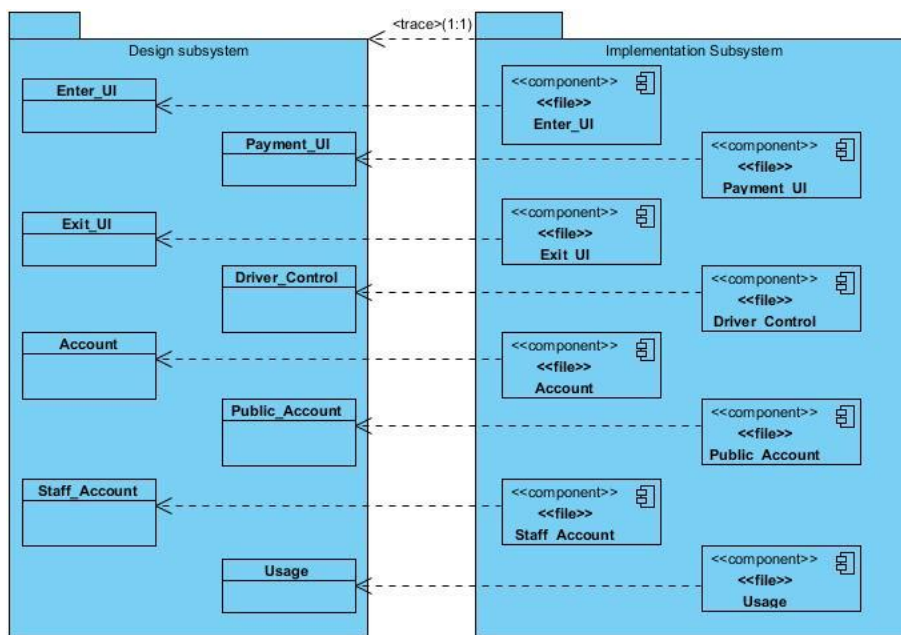 <trace>(1:1)
Design subsystem
Implementation Subsystem
Enter_UI
<<component>>
<<file>>
Enter_UI
Payment_UI
<<component>>
<<file>>
Payment_UI
Exit_UI
<<component>>
<<file>>
Exit_UI
Driver_Control
<<component>>
<<file>>
Driver_Control
Account
<<component>>
<<file>>
Account
Public_Account
<<component>>
<<file>>
Public_Account
Staff_Account
<<component>>
<<file>>
Staff_Account
Usage
<<component>>
<<file>>
Usage